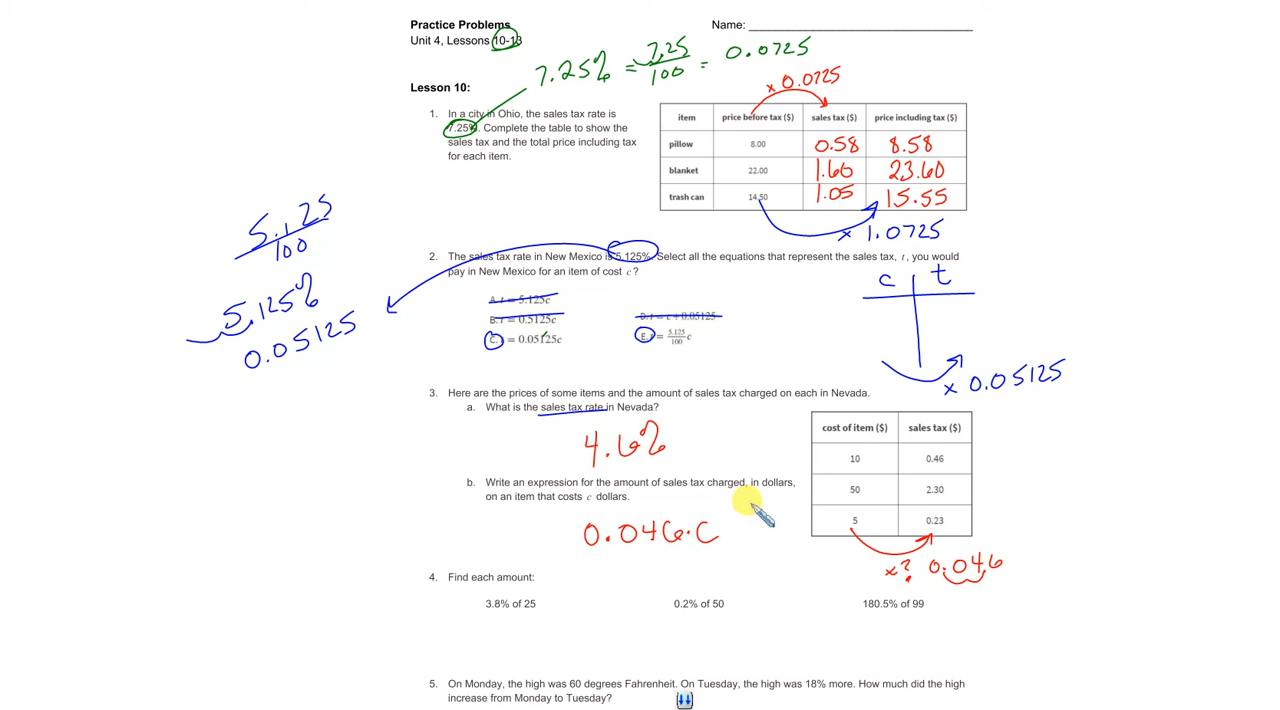 Practice Problems
Name:
Unit 4, Lessons 10-13
7.25% = 7.25/100 = 0.0725
Lesson 10:
x 0.0725
1. In a city in Ohio, the sales tax rate is
7.25%. Complete the table to show the
sales tax and the total price including tax
for each item.
item price before tax ($) sales tax ($) price including tax ($)
pillow 8.00 0.58 8.58
blanket 22.00 1.60 23.60
trash can 14.50 1.05 15.55
x 1.0725
5.125
100
5.125%
0.05125
2. The sales tax rate in New Mexico is 5.125%. Select all the equations that represent the sales tax, t, you would
pay in New Mexico for an item of cost c?
A. t = 5.125c
B. t = 0.5125c
C. t = 0.05125c
D. t = c + 0.05125
E. t = 5.125/100 c
c t
x 0.05125
3. Here are the prices of some items and the amount of sales tax charged on each in Nevada.
a. What is the sales tax rate in Nevada?
4.6%
b. Write an expression for the amount of sales tax charged, in dollars,
on an item that costs c dollars.
0.046·c
cost of item ($) sales tax ($)
10 0.46
50 2.30
5 0.23
x? 0.046
4. Find each amount:
3.8% of 25 0.2% of 50 180.5% of 99
5. On Monday, the high was 60 degrees Fahrenheit. On Tuesday, the high was 18% more. How much did the high
increase from Monday to Tuesday?